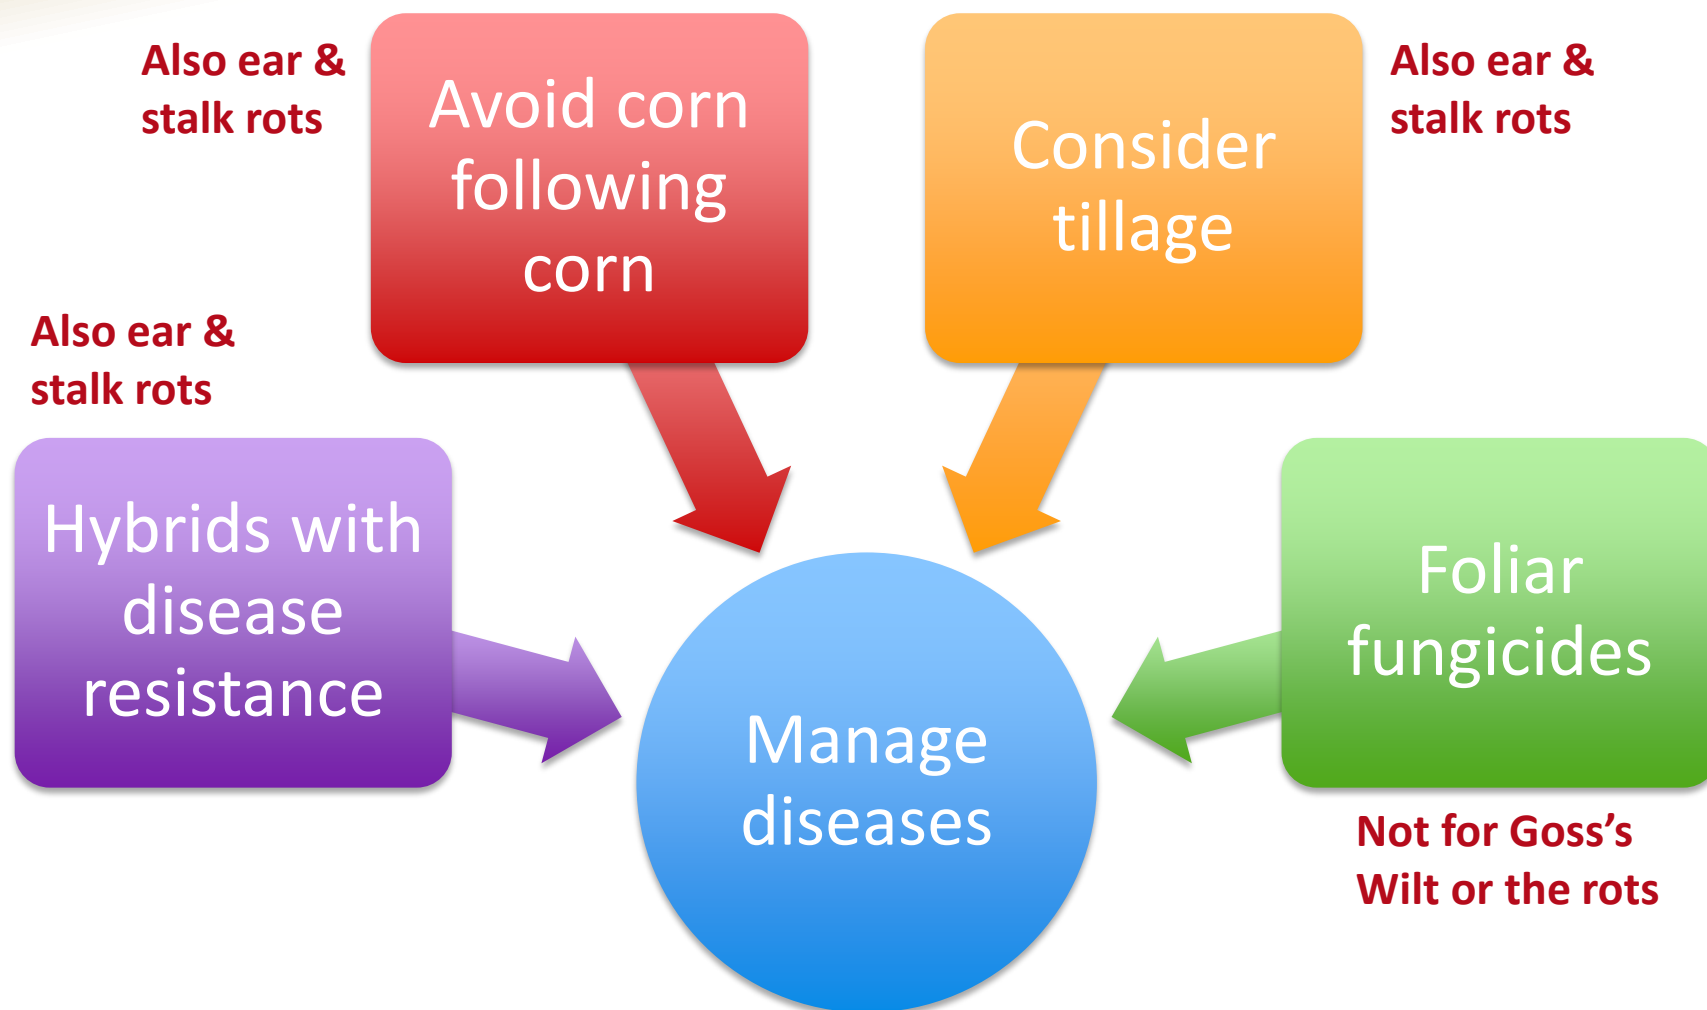 Also ear &
stalk rots
Avoid corn
following
corn
Consider
tillage
Also ear &
stalk rots
Also ear &
stalk rots
Hybrids with
disease
resistance
Foliar
fungicides
Manage
diseases
Not for Goss’s
Wilt or the rots